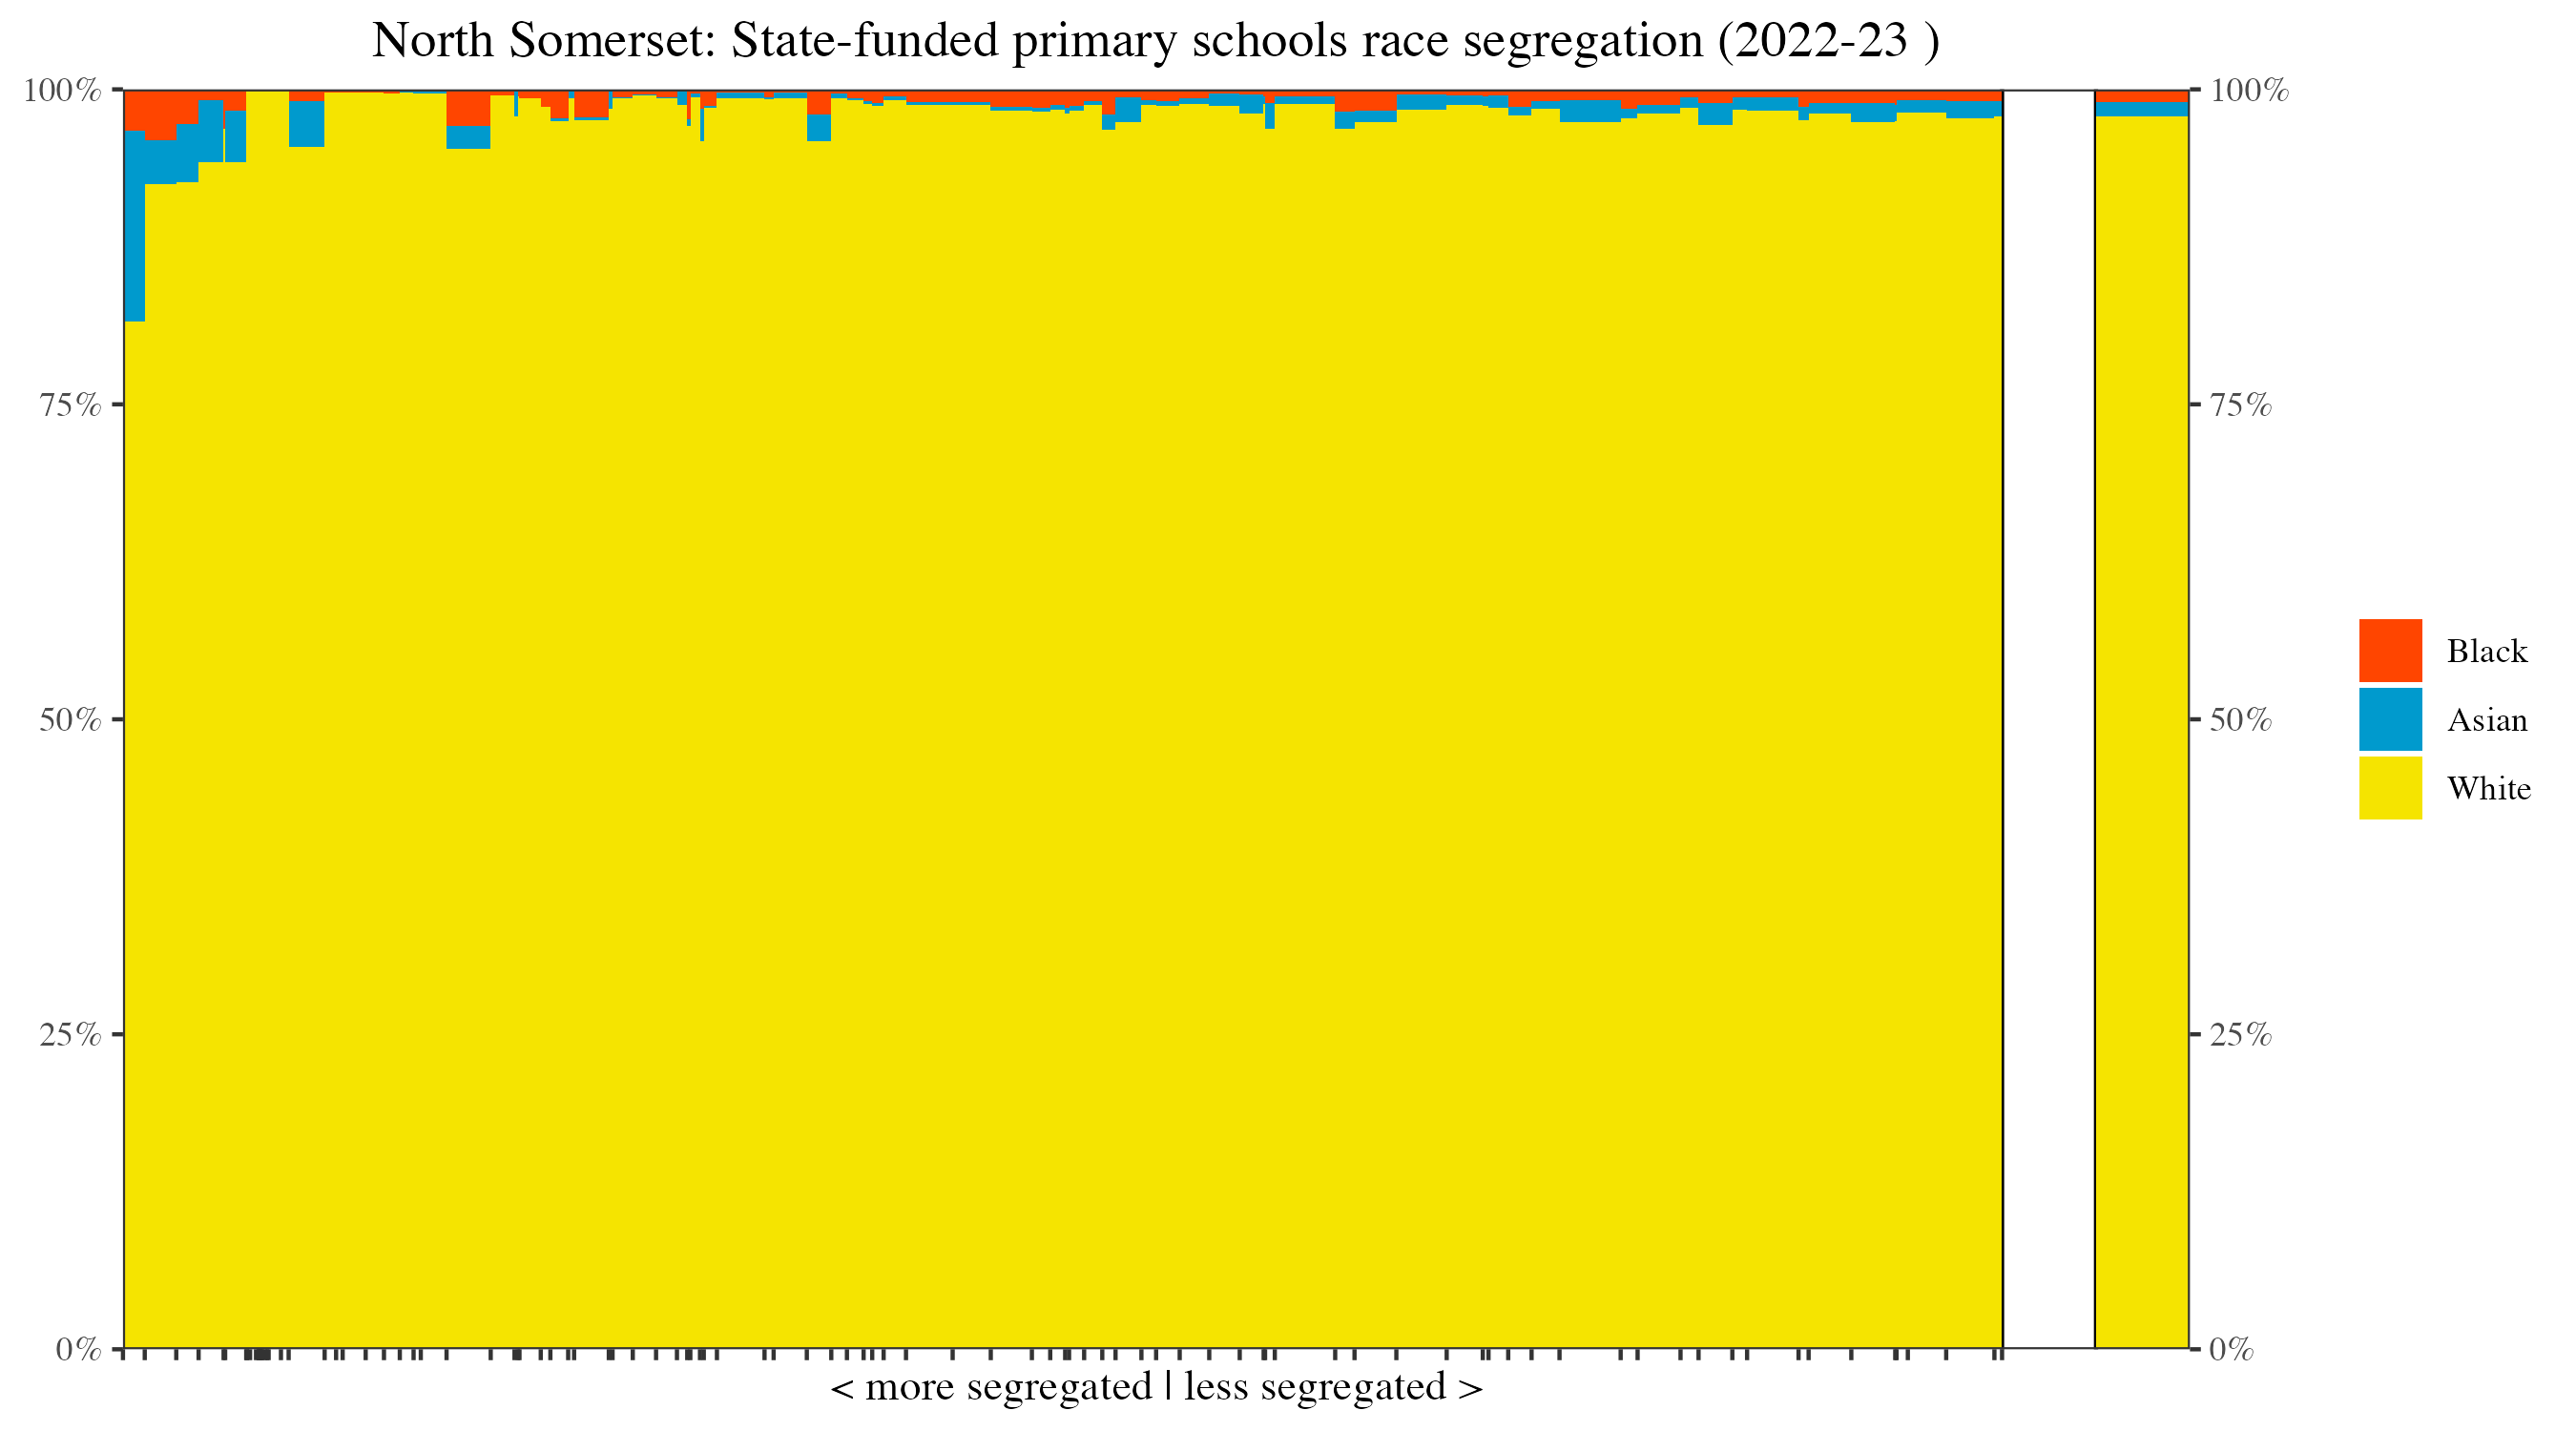 North Somerset: State-funded primary schools race segregation (2022-23 )
100%
75%
50%
25%
0%
100%
75%
50%
25%
0%
Black
Asian
White
< more segregated | less segregated >